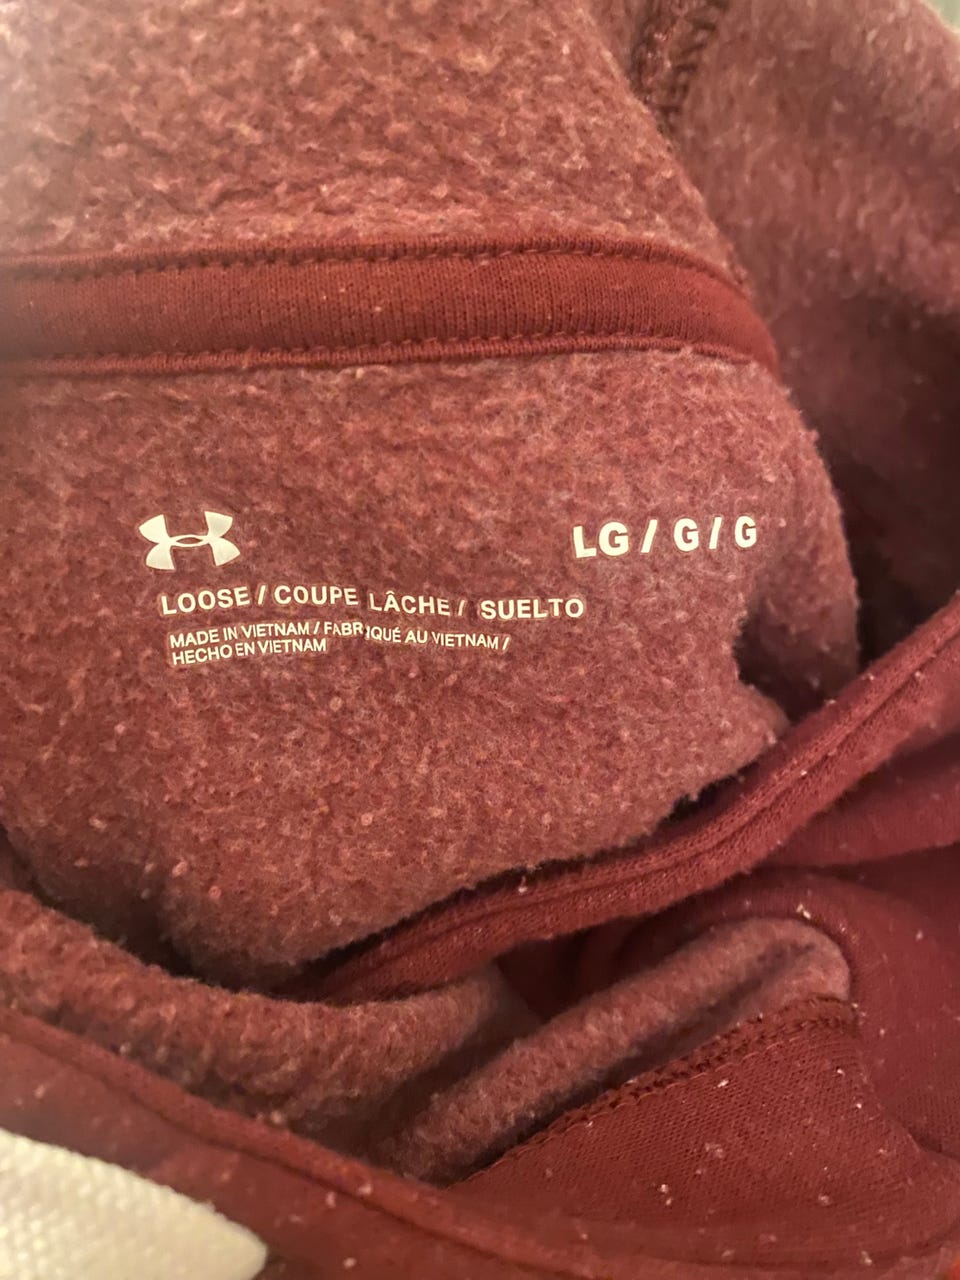 LG / G / G
LOOSE / COUPE LÂCHE / SUELTO
MADE IN VIETNAM / FABRIQUÉ AU VIETNAM /
HECHO EN VIETNAM